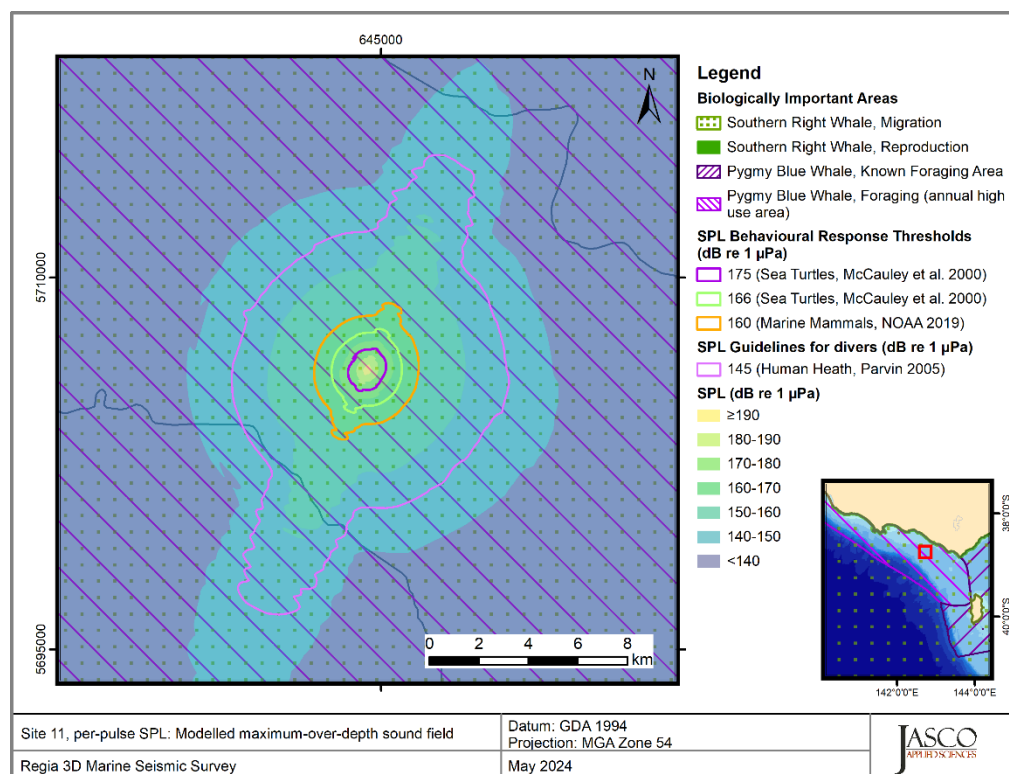 645000
N
5710000
5695000
0 2 4 6 8
km
Legend
Biologically Important Areas
Southern Right Whale, Migration
Southern Right Whale, Reproduction
Pygmy Blue Whale, Known Foraging Area
Pygmy Blue Whale, Foraging (annual high
use area)
SPL Behavioural Response Thresholds
(dB re 1 µPa)
175 (Sea Turtles, McCauley et al. 2000)
166 (Sea Turtles, McCauley et al. 2000)
160 (Marine Mammals, NOAA 2019)
SPL Guidelines for divers (dB re 1 µPa)
145 (Human Heath, Parvin 2005)
SPL (dB re 1 µPa)
≥190
180-190
170-180
160-170
150-160
140-150
<140
38°0'0"S
40°0'0"S
142°0'0"E 144°0'0"E
Site 11, per-pulse SPL: Modelled maximum-over-depth sound field
Regia 3D Marine Seismic Survey
Datum: GDA 1994
Projection: MGA Zone 54
May 2024
JASCO
APPLIED SCIENCES